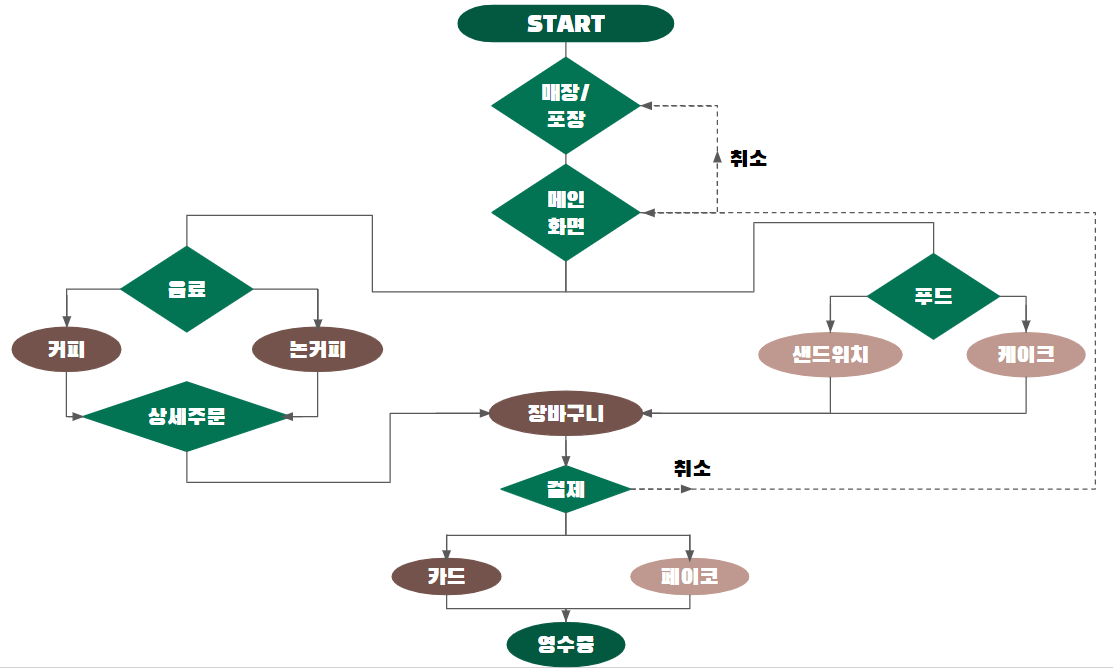 START
매장/
포장
취소
메인
화면
음료
푸드
커피
논커피
샌드위치
케이크
상세주문
장바구니
취소
결제
카드
페이코
영수증